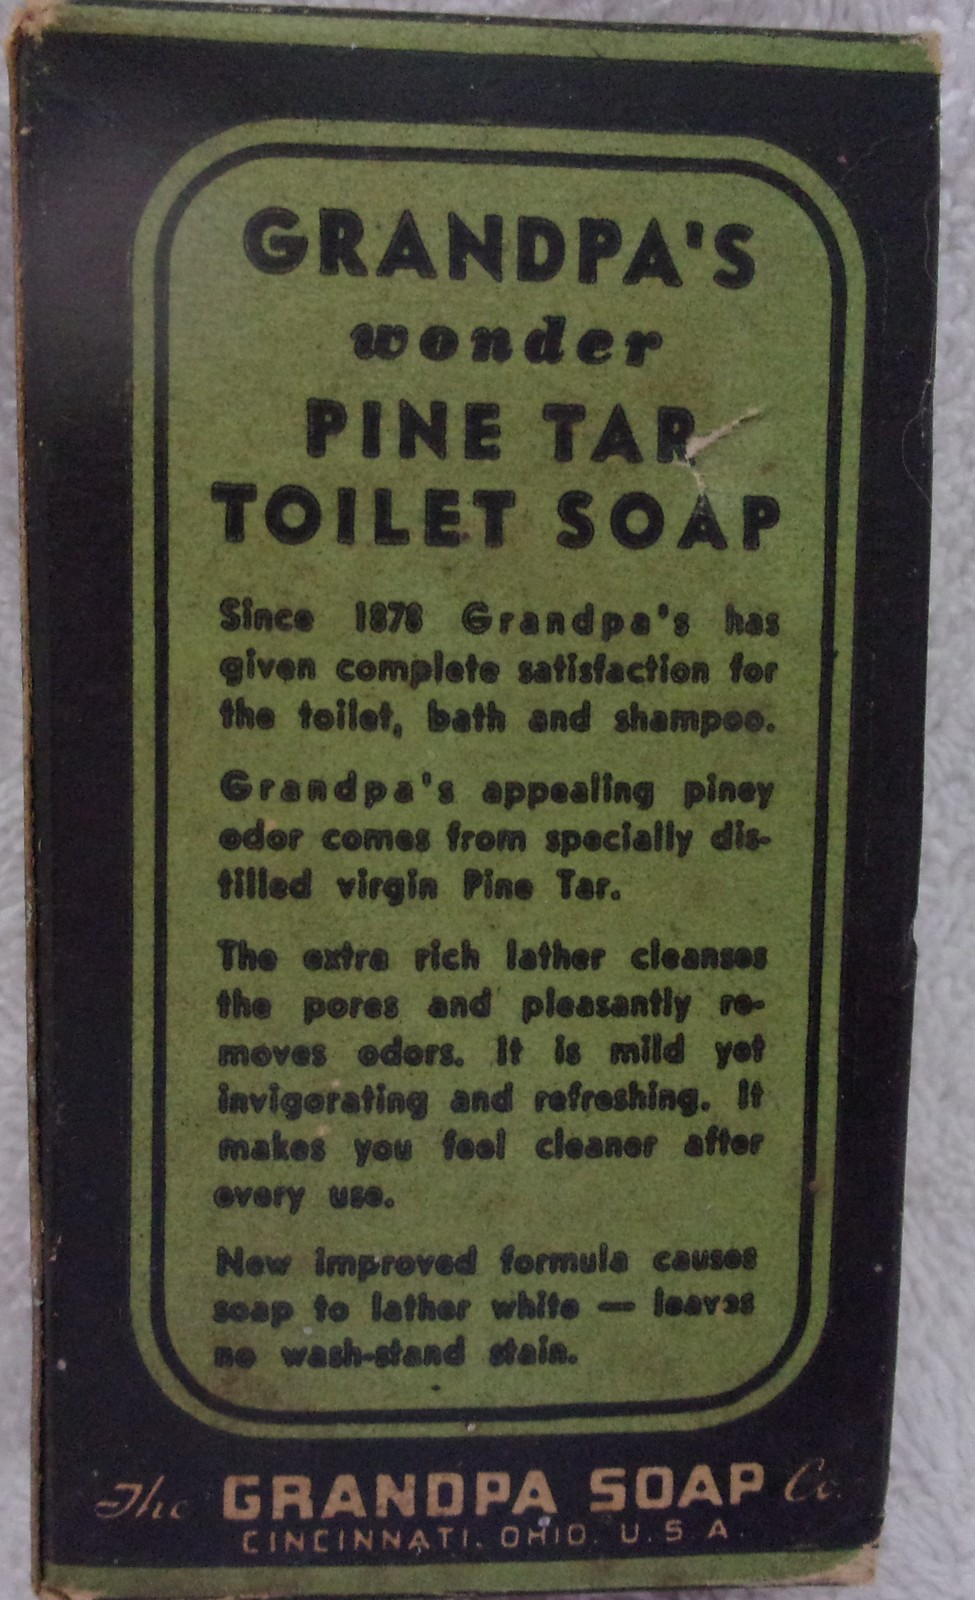 GRANDPA'S
wonder
PINE TAR
TOILET SOAP
Since 1878 Grandpa's has
given complete satisfaction for
the toilet, bath and shampoo.
Grandpa's appealing piney
odor comes from specially dis-
tilled virgin Pine Tar.
The extra rich lather cleanses
the pores and pleasantly re-
moves odors. It is mild yet
invigorating and refreshing. It
makes you feel cleaner after
every use.
New improved formula causes
soap to lather white — leaves
no wash-stand stain.
The GRANDPA SOAP Co.
CINCINNATI, OHIO. U.S.A.